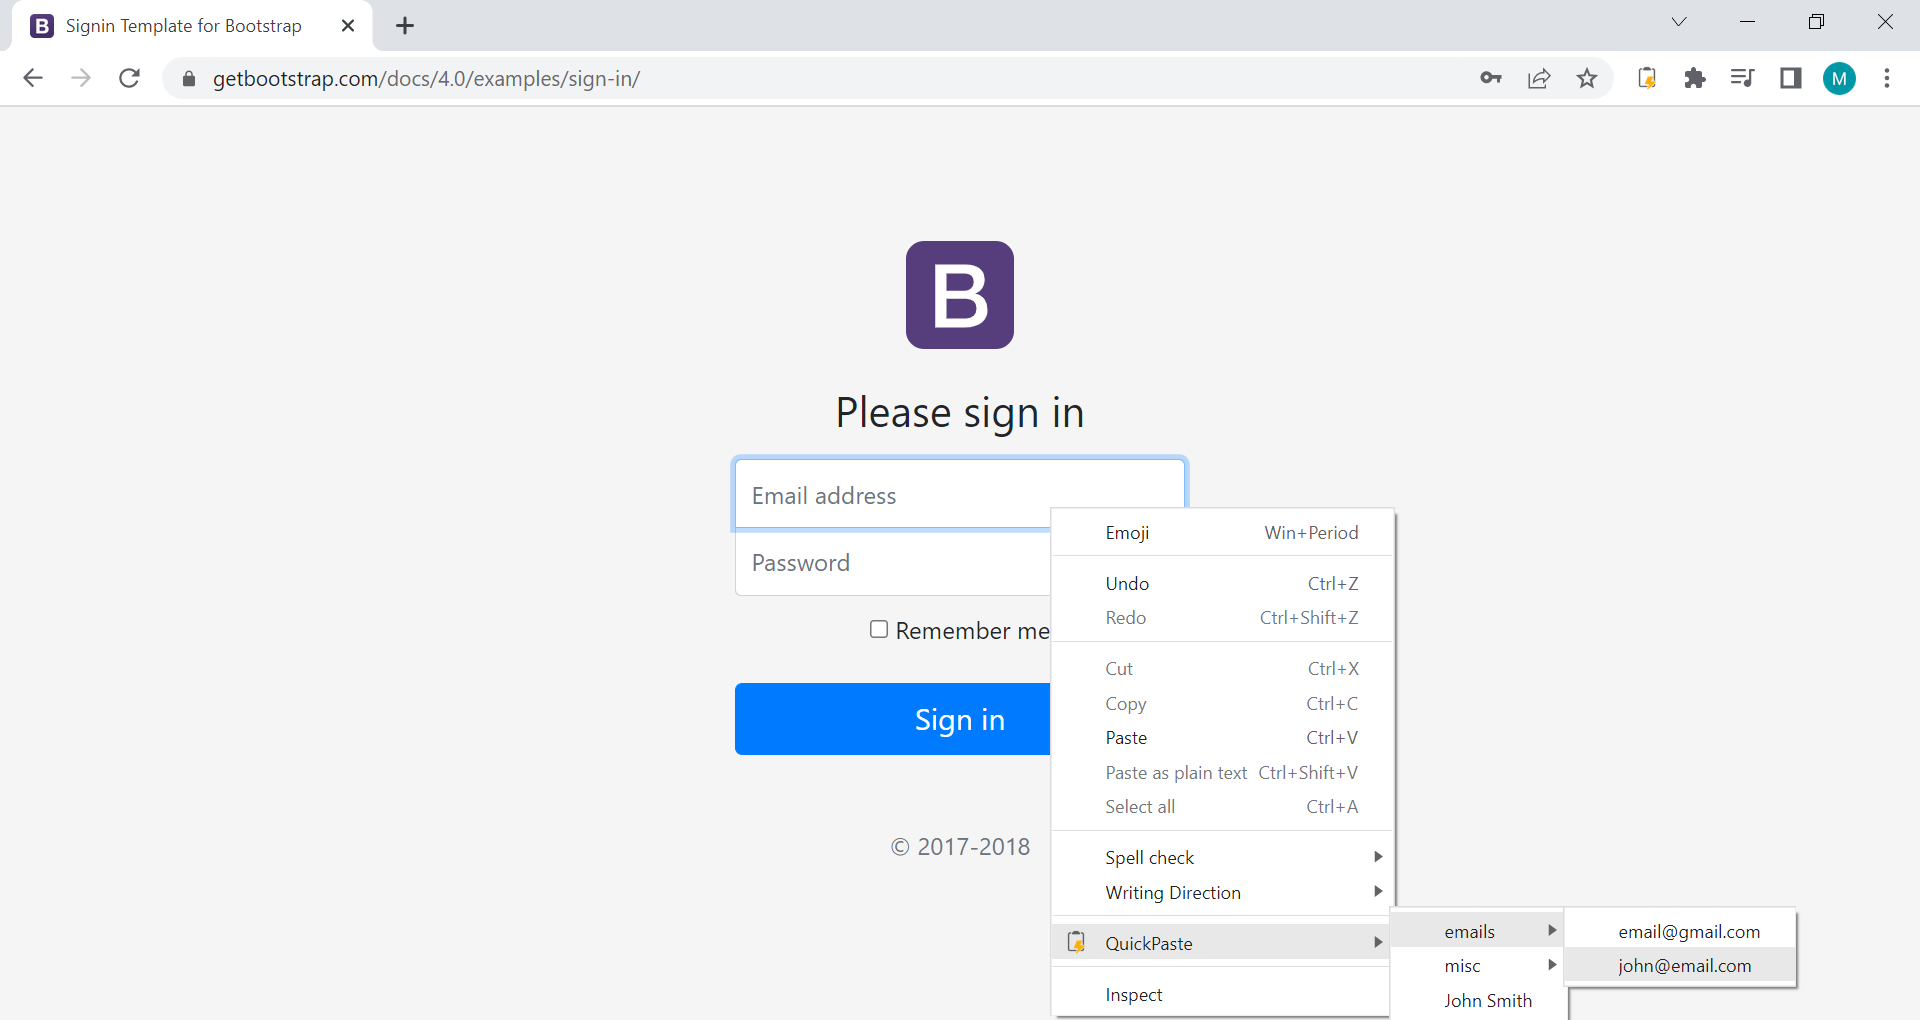 Signin Template for Bootstrap
getbootstrap.com/docs/4.0/examples/sign-in/
M
B
Please sign in
Email address
Password
Remember me
Sign in
© 2017-2018
Emoji Win+Period
Undo Ctrl+Z
Redo Ctrl+Shift+Z
Cut Ctrl+X
Copy Ctrl+C
Paste Ctrl+V
Paste as plain text Ctrl+Shift+V
Select all Ctrl+A
Spell check
Writing Direction
QuickPaste
Inspect
emails
misc
John Smith
email@gmail.com
john@email.com